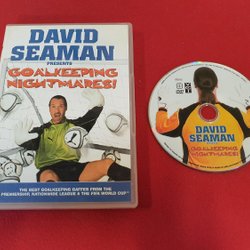 DAVID
SEAMAN
PRESENTS
GOALKEEPING
NIGHTMARES!
THE BEST GOALKEEPING GAFFES FROM THE
PREMIERSHIP, NATIONWIDE LEAGUE & THE FIFA WORLD CUP
DAVID
SEAMAN
GOALKEEPING
NIGHTMARES!